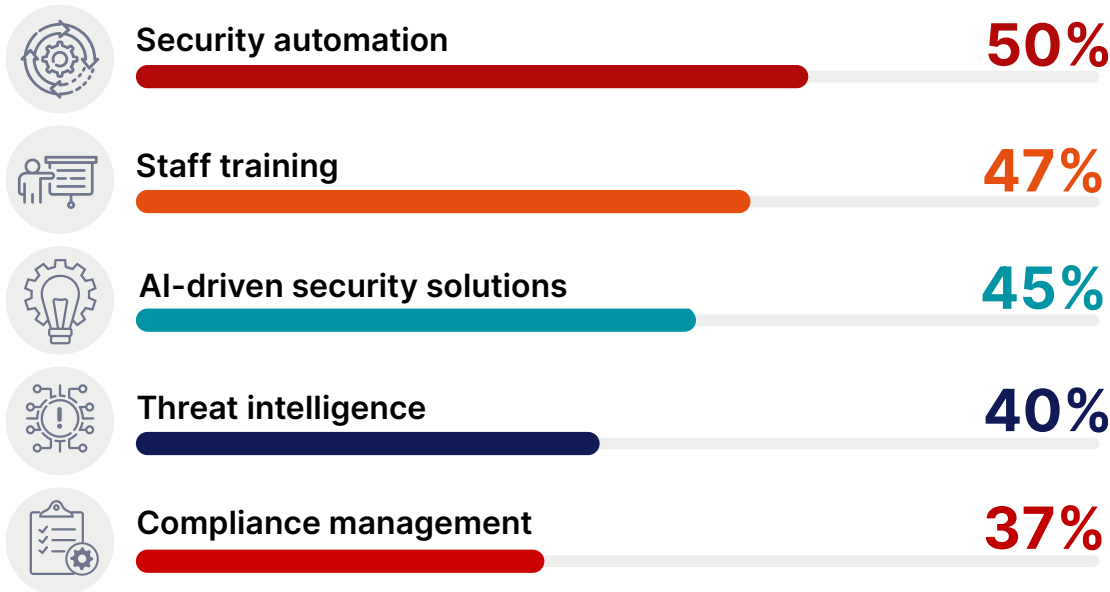 Security automation
50%
Staff training
47%
AI-driven security solutions
45%
Threat intelligence
40%
Compliance management
37%